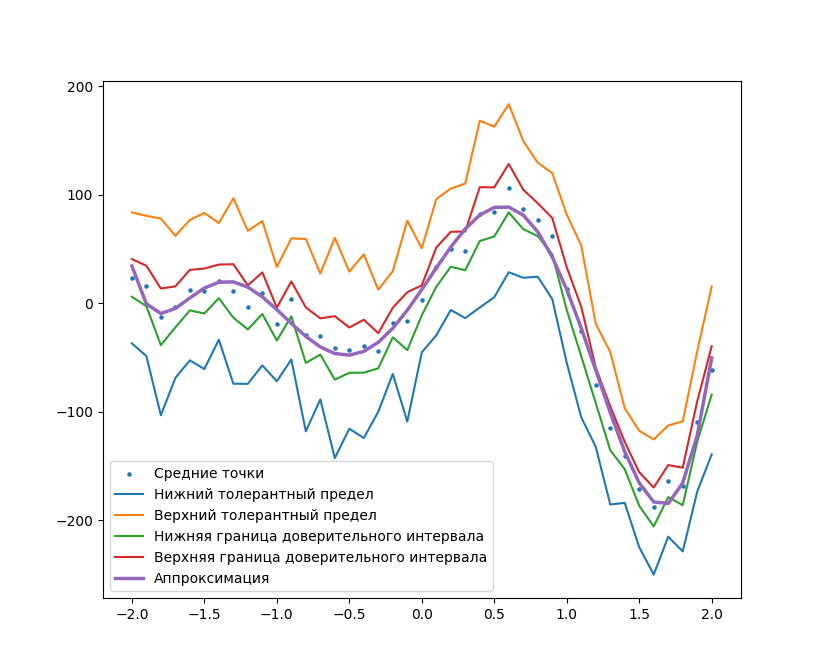 200
100
0
−100
−200
Средние точки
Нижний толерантный предел
Верхний толерантный предел
Нижняя граница доверительного интервала
Верхняя граница доверительного интервала
Аппроксимация
−2.0 −1.5 −1.0 −0.5 0.0 0.5 1.0 1.5 2.0